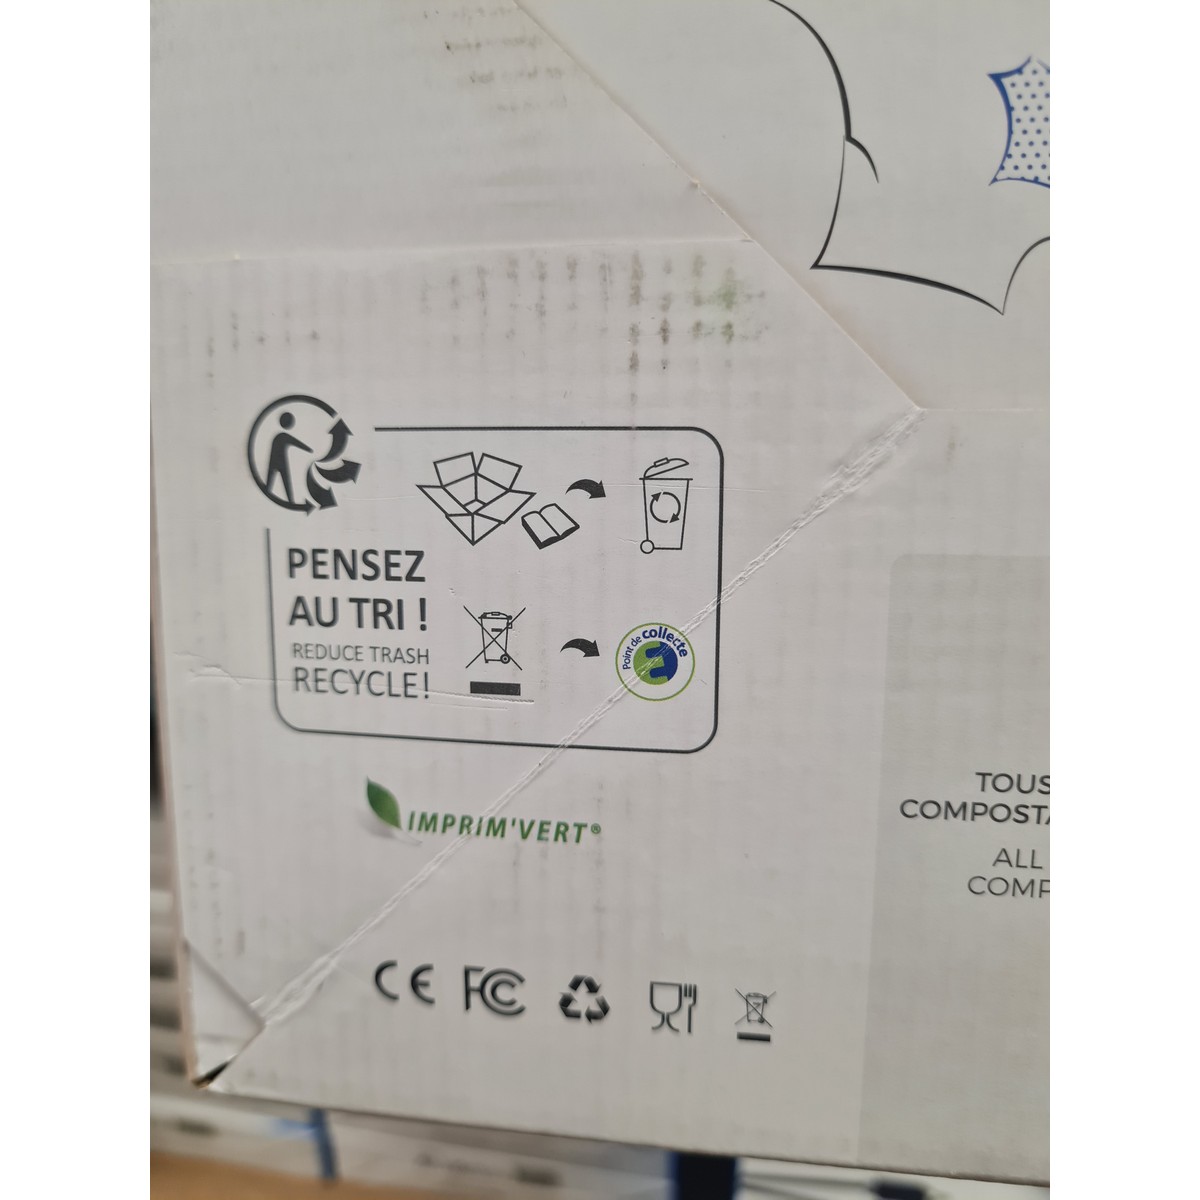 PENSEZ
AU TRI !
REDUCE TRASH
RECYCLE!
Point de collecte
IMPRIM'VERT®
CE FC
TOUS
COMPOSTA
ALL
COMP